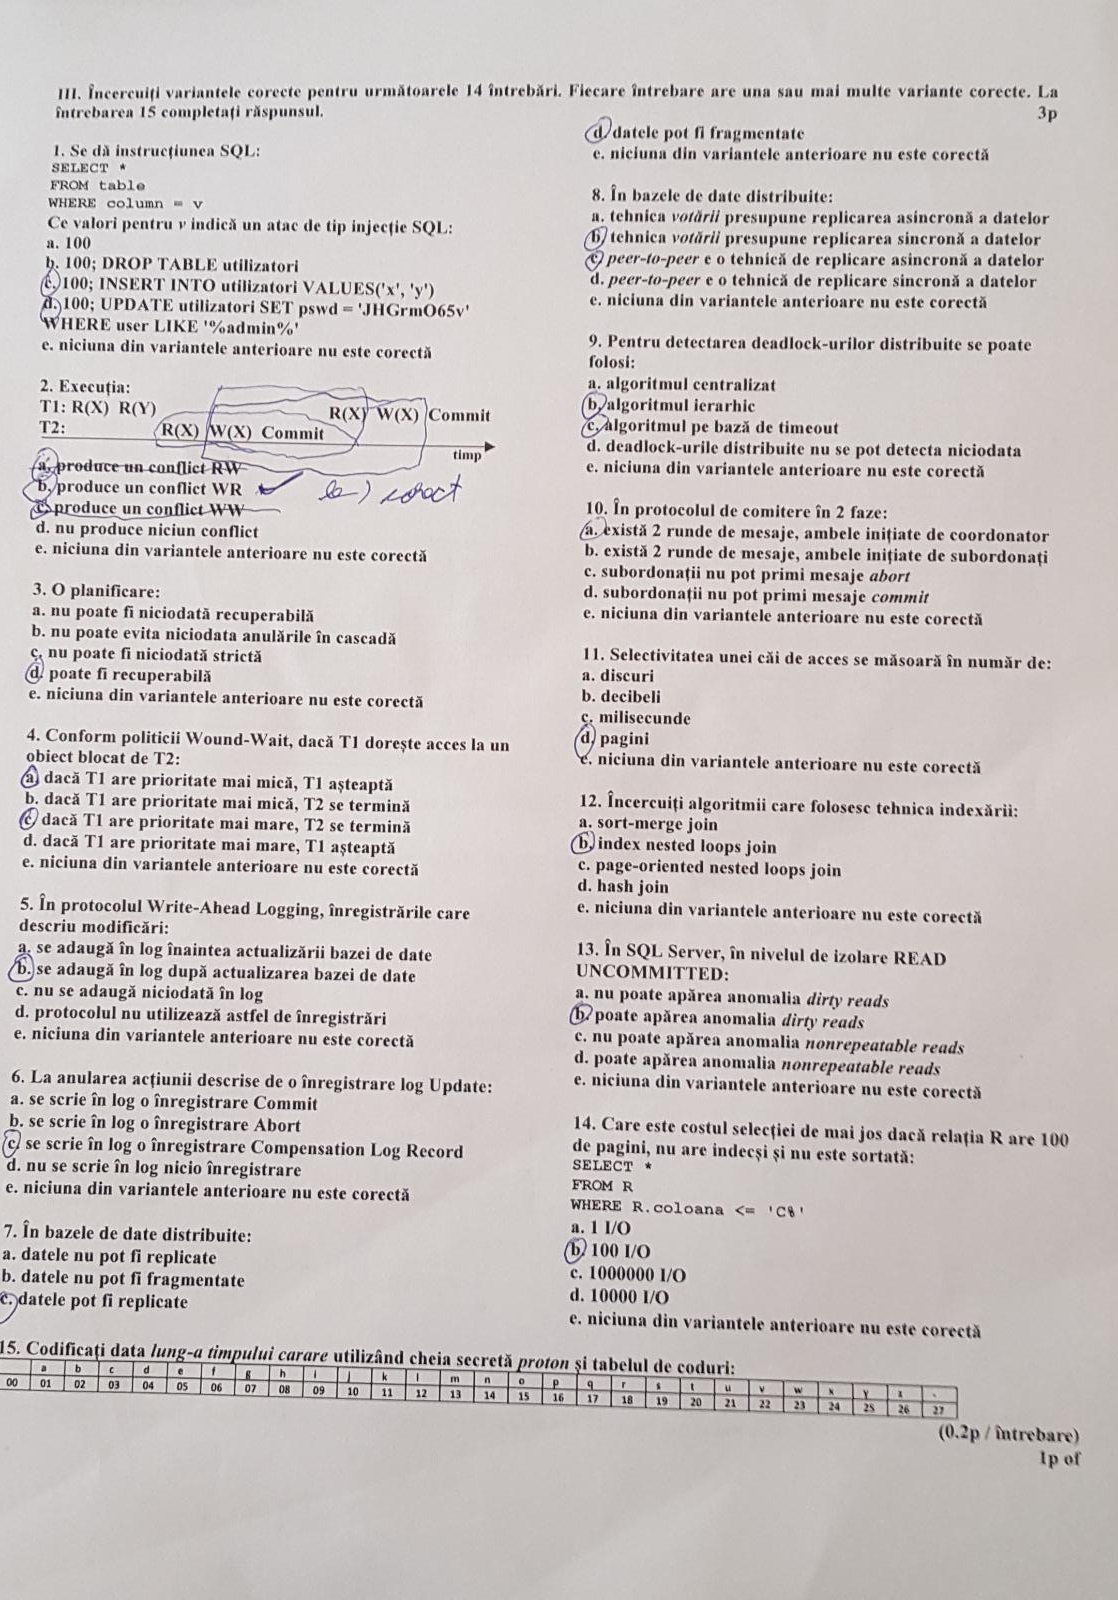 III. Încercuiți variantele corecte pentru următoarele 14 întrebări. Fiecare întrebare are una sau mai multe variante corecte. La
întrebarea 15 completați răspunsul.
3p
1. Se dă instrucțiunea SQL:
SELECT *
FROM table
WHERE column = v
Ce valori pentru v indică un atac de tip injecție SQL:
a. 100
b. 100; DROP TABLE utilizatori
c. 100; INSERT INTO utilizatori VALUES('x', 'y')
d. 100; UPDATE utilizatori SET pswd = 'JHGrmO65v'
WHERE user LIKE '%admin%'
e. niciuna din variantele anterioare nu este corectă
2. Execuția:
T1: R(X) R(Y) R(X) W(X) Commit
T2: R(X) W(X) Commit
timp
a. produce un conflict RW
b. produce un conflict WR
b) corect
c. produce un conflict WW
d. nu produce niciun conflict
e. niciuna din variantele anterioare nu este corectă
3. O planificare:
a. nu poate fi niciodată recuperabilă
b. nu poate evita niciodata anulările în cascadă
c. nu poate fi niciodată strictă
d. poate fi recuperabilă
e. niciuna din variantele anterioare nu este corectă
4. Conform politicii Wound-Wait, dacă T1 dorește acces la un
obiect blocat de T2:
a. dacă T1 are prioritate mai mică, T1 așteaptă
b. dacă T1 are prioritate mai mică, T2 se termină
c. dacă T1 are prioritate mai mare, T2 se termină
d. dacă T1 are prioritate mai mare, T1 așteaptă
e. niciuna din variantele anterioare nu este corectă
5. În protocolul Write-Ahead Logging, înregistrările care
descriu modificări:
a. se adaugă în log înaintea actualizării bazei de date
b. se adaugă în log după actualizarea bazei de date
c. nu se adaugă niciodată în log
d. protocolul nu utilizează astfel de înregistrări
e. niciuna din variantele anterioare nu este corectă
6. La anularea acțiunii descrise de o înregistrare log Update:
a. se scrie în log o înregistrare Commit
b. se scrie în log o înregistrare Abort
c. se scrie în log o înregistrare Compensation Log Record
d. nu se scrie în log nicio înregistrare
e. niciuna din variantele anterioare nu este corectă
7. În bazele de date distribuite:
a. datele nu pot fi replicate
b. datele nu pot fi fragmentate
c. datele pot fi replicate
d. datele pot fi fragmentate
e. niciuna din variantele anterioare nu este corectă
8. În bazele de date distribuite:
a. tehnica votării presupune replicarea asincronă a datelor
b. tehnica votării presupune replicarea sincronă a datelor
c. peer-to-peer e o tehnică de replicare asincronă a datelor
d. peer-to-peer e o tehnică de replicare sincronă a datelor
e. niciuna din variantele anterioare nu este corectă
9. Pentru detectarea deadlock-urilor distribuite se poate
folosi:
a. algoritmul centralizat
b. algoritmul ierarhic
c. algoritmul pe bază de timeout
d. deadlock-urile distribuite nu se pot detecta niciodata
e. niciuna din variantele anterioare nu este corectă
10. În protocolul de comitere în 2 faze:
a. există 2 runde de mesaje, ambele inițiate de coordonator
b. există 2 runde de mesaje, ambele inițiate de subordonați
c. subordonații nu pot primi mesaje abort
d. subordonații nu pot primi mesaje commit
e. niciuna din variantele anterioare nu este corectă
11. Selectivitatea unei căi de acces se măsoară în număr de:
a. discuri
b. decibeli
c. milisecunde
d. pagini
e. niciuna din variantele anterioare nu este corectă
12. Încercuiți algoritmii care folosesc tehnica indexării:
a. sort-merge join
b. index nested loops join
c. page-oriented nested loops join
d. hash join
e. niciuna din variantele anterioare nu este corectă
13. În SQL Server, în nivelul de izolare READ
UNCOMMITTED:
a. nu poate apărea anomalia dirty reads
b. poate apărea anomalia dirty reads
c. nu poate apărea anomalia nonrepeatable reads
d. poate apărea anomalia nonrepeatable reads
e. niciuna din variantele anterioare nu este corectă
14. Care este costul selecției de mai jos dacă relația R are 100
de pagini, nu are indecși și nu este sortată:
SELECT *
FROM R
WHERE R.coloana <= 'C%'
a. 1 I/O
b. 100 I/O
c. 1000000 I/O
d. 10000 I/O
e. niciuna din variantele anterioare nu este corectă
15. Codificați data lung-a timpului carare utilizând cheia secretă proton și tabelul de coduri:
a b c d e f g h i j k l m n o p q r s t u v w x y z -
00 01 02 03 04 05 06 07 08 09 10 11 12 13 14 15 16 17 18 19 20 21 22 23 24 25 26 27
(0.2p / întrebare)
1p of